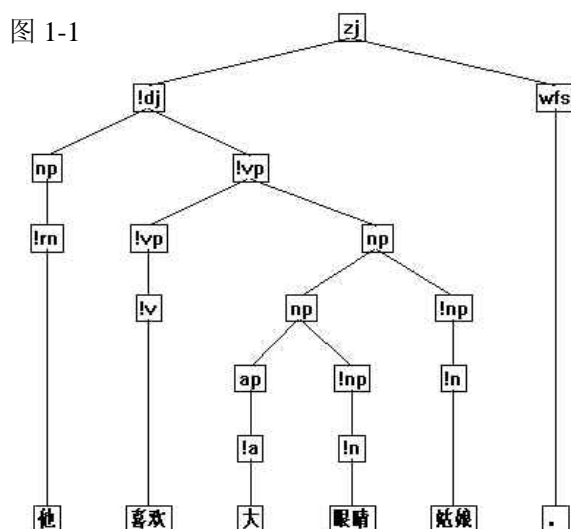 图 1-1
zj
!dj wfs
np !vp
!rn !vp np
!v np !np
ap !np !n
!a !n
他 喜欢 大 眼睛 姑娘 。